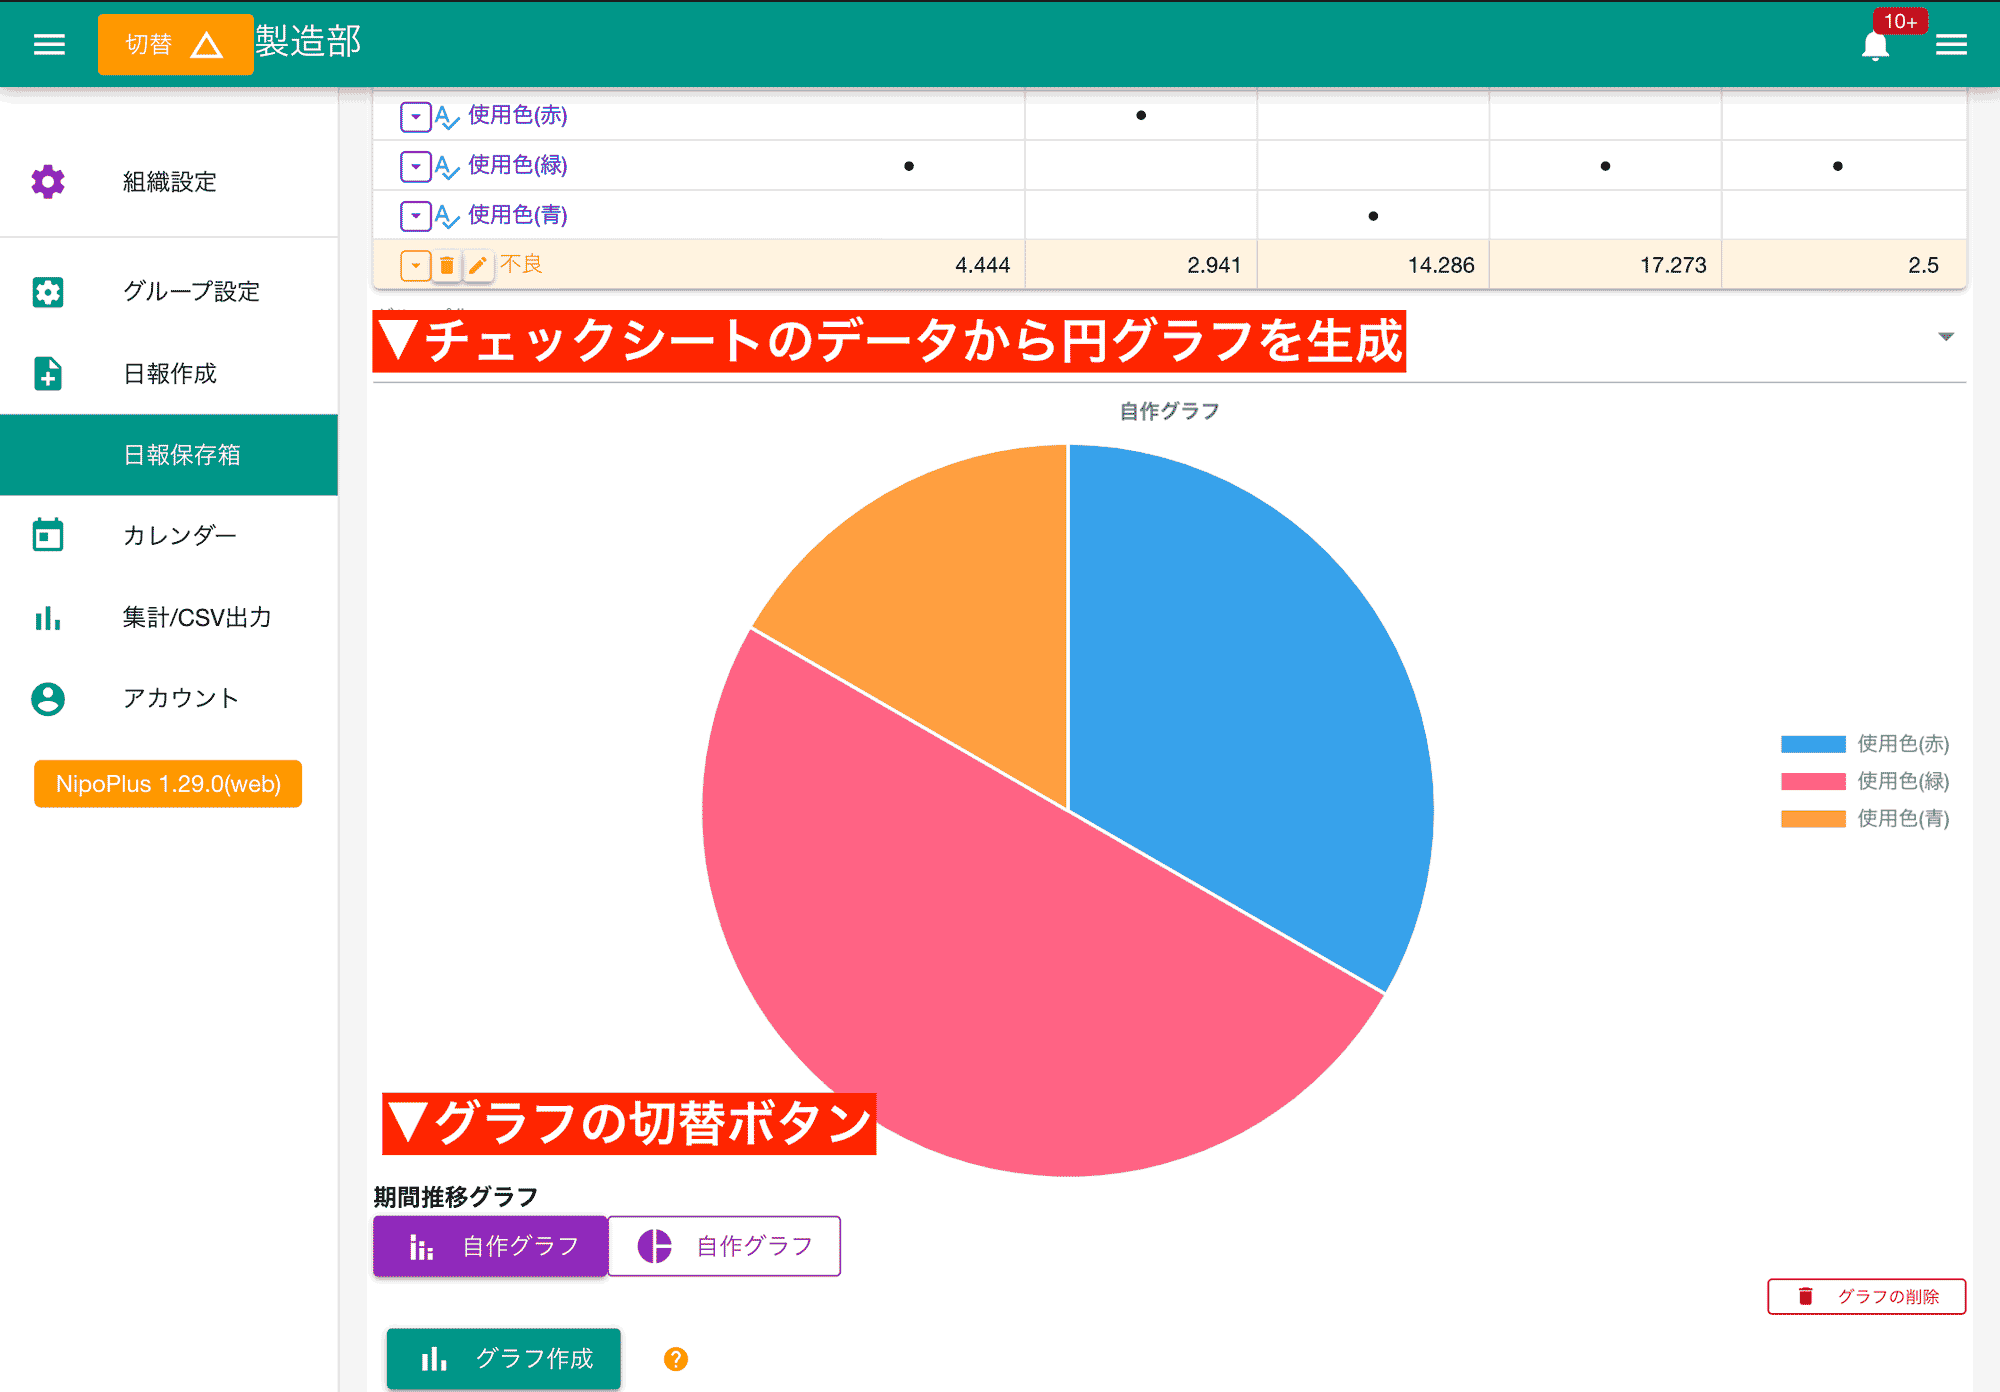 切替 製造部
10+
組織設定
グループ設定
日報作成
日報保存箱
カレンダー
集計/CSV出力
アカウント
NipoPlus 1.29.0(web)
使用色(赤)
使用色(緑)
使用色(青)
不良 4.444 2.941 14.286 17.273 2.5
▼チェックシートのデータから円グラフを生成
自作グラフ
使用色(赤)
使用色(緑)
使用色(青)
▼グラフの切替ボタン
期間推移グラフ
自作グラフ 自作グラフ
グラフの削除
グラフ作成 ?